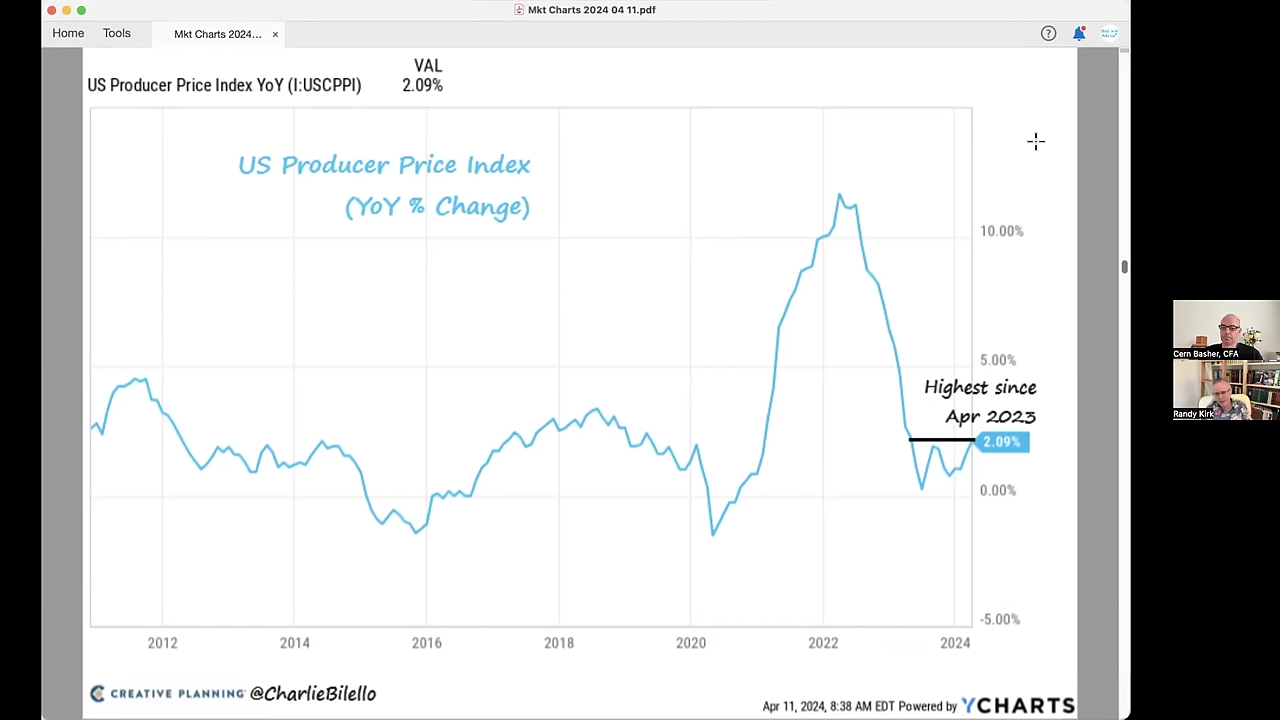 Mkt Charts 2024 04 11.pdf
Home Tools Mkt Charts 2024... ×
VAL
US Producer Price Index YoY (I:USCPPI) 2.09%
US Producer Price Index
(YoY % Change)
10.00%
5.00%
Highest since
Apr 2023
2.09%
0.00%
-5.00%
2012 2014 2016 2018 2020 2022 2024
CREATIVE PLANNING @CharlieBilello
Apr 11, 2024, 8:38 AM EDT Powered by YCHARTS
Cern Basher, CFA
Randy Kirk